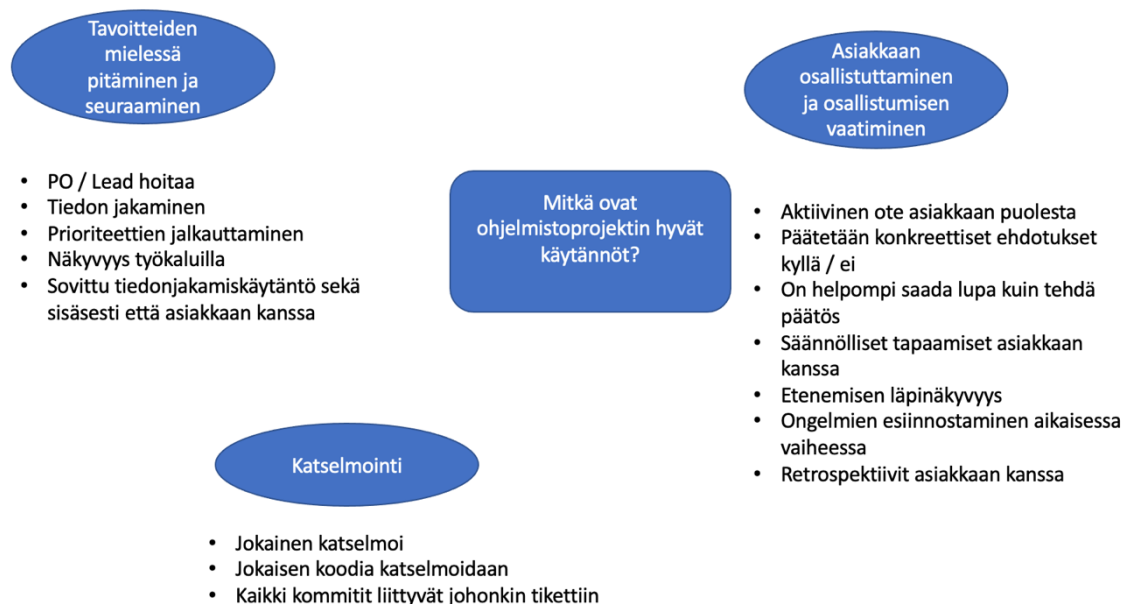 Tavoitteiden
mielessä
pitäminen ja
seuraaminen
• PO / Lead hoitaa
• Tiedon jakaminen
• Prioriteettien jalkauttaminen
• Näkyvyys työkaluilla
• Sovittu tiedonjakamiskäytäntö sekä
sisäsesti että asiakkaan kanssa
Mitkä ovat
ohjelmistoprojektin hyvät
käytännöt?
Asiakkaan
osallistuttaminen
ja osallistumisen
vaatiminen
• Aktiivinen ote asiakkaan puolesta
• Päätetään konkreettiset ehdotukset
kyllä / ei
• On helpompi saada lupa kuin tehdä
päätös
• Säännölliset tapaamiset asiakkaan
kanssa
• Etenemisen läpinäkyvyys
• Ongelmien esiinnostaminen aikaisessa
vaiheessa
• Retrospektiivit asiakkaan kanssa
Katselmointi
• Jokainen katselmoi
• Jokaisen koodia katselmoidaan
• Kaikki kommitit liittyvät johonkin tikettiin